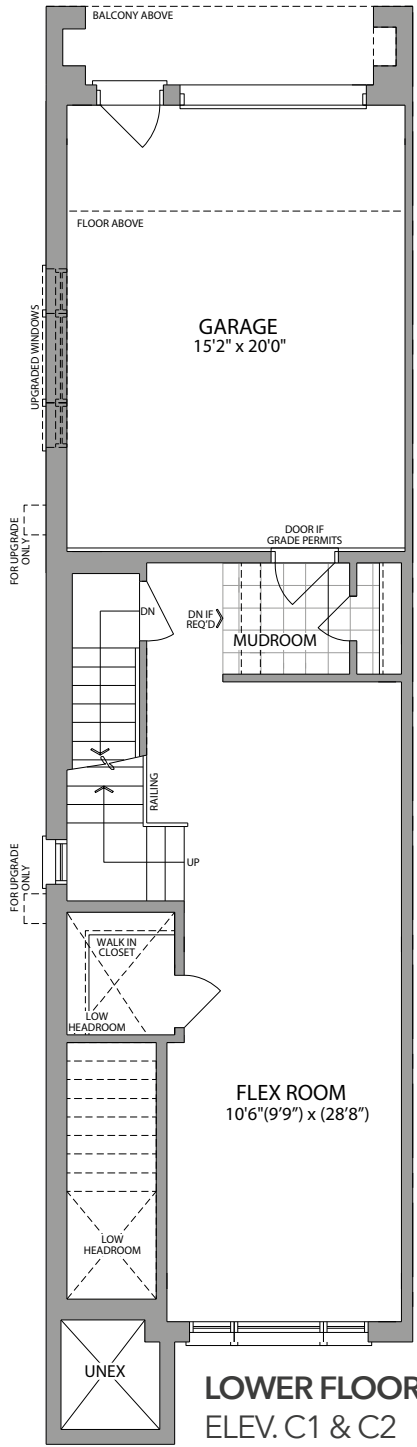 BALCONY ABOVE
FLOOR ABOVE
UPGRADED WINDOWS
GARAGE
15'2" x 20'0"
FOR UPGRADE
ONLY
DOOR IF
GRADE PERMITS
DN
DN IF
REQ'D
MUDROOM
RAILING
UP
FOR UPGRADE
ONLY
WALK IN
CLOSET
LOW
HEADROOM
FLEX ROOM
10'6"(9'9") x (28'8")
LOW
HEADROOM
UNEX
LOWER FLOOR
ELEV. C1 & C2